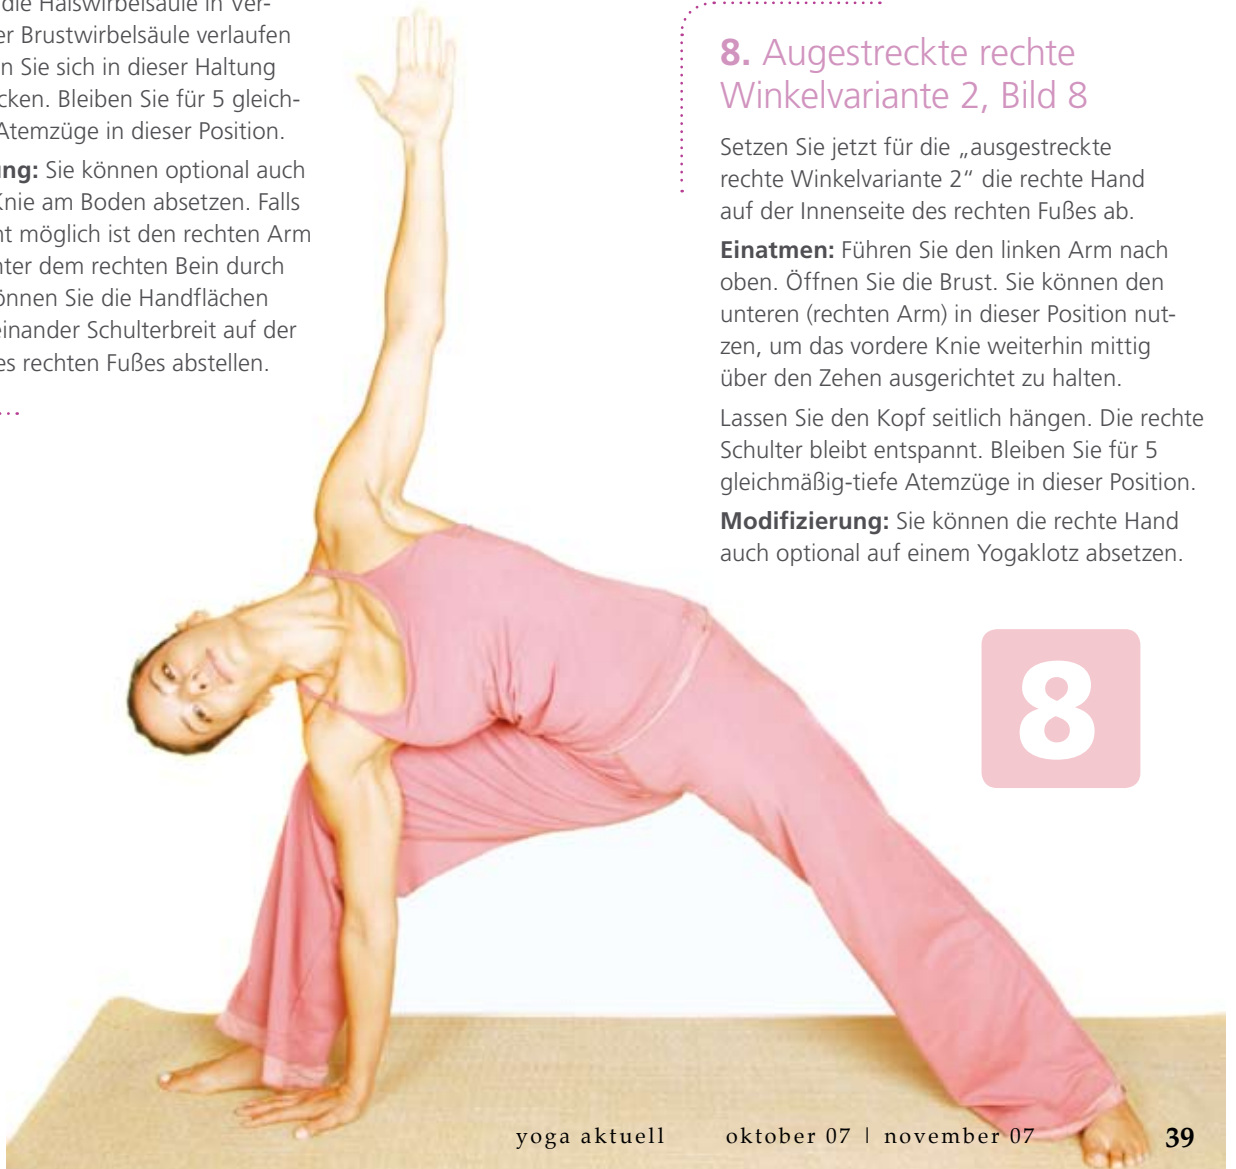 die Halswirbelsäule in Ver-
er Brustwirbelsäule verlaufen
n Sie sich in dieser Haltung
cken. Bleiben Sie für 5 gleich-
Atemzüge in dieser Position.
ung: Sie können optional auch
Knie am Boden absetzen. Falls
ht möglich ist den rechten Arm
nter dem rechten Bein durch
önnen Sie die Handflächen
einander Schulterbreit auf der
es rechten Fußes abstellen.
8. Augestreckte rechte
Winkelvariante 2, Bild 8
Setzen Sie jetzt für die „ausgestreckte
rechte Winkelvariante 2“ die rechte Hand
auf der Innenseite des rechten Fußes ab.
Einatmen: Führen Sie den linken Arm nach
oben. Öffnen Sie die Brust. Sie können den
unteren (rechten Arm) in dieser Position nut-
zen, um das vordere Knie weiterhin mittig
über den Zehen ausgerichtet zu halten.
Lassen Sie den Kopf seitlich hängen. Die rechte
Schulter bleibt entspannt. Bleiben Sie für 5
gleichmäßig-tiefe Atemzüge in dieser Position.
Modifizierung: Sie können die rechte Hand
auch optional auf einem Yogaklotz absetzen.
8
yoga aktuell oktober 07 | november 07 39